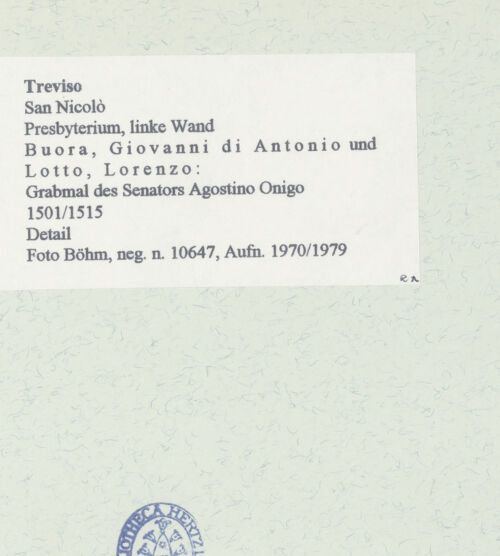 Treviso
San Nicolò
Presbyterium, linke Wand
Buora, Giovanni di Antonio und
Lotto, Lorenzo:
Grabmal des Senators Agostino Onigo
1501/1515
Detail
Foto Böhm, neg. n. 10647, Aufn. 1970/1979